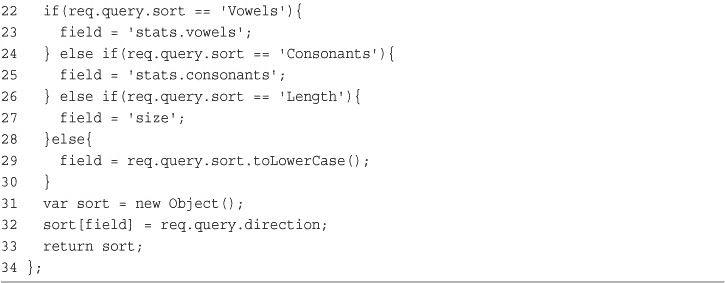 22   if(req.query.sort == 'Vowels'){
23     field = 'stats.vowels';
24   } else if(req.query.sort == 'Consonants'){
25     field = 'stats.consonants';
26   } else if(req.query.sort == 'Length'){
27     field = 'size';
28   }else{
29     field = req.query.sort.toLowerCase();
30   }
31   var sort = new Object();
32   sort[field] = req.query.direction;
33   return sort;
34 };